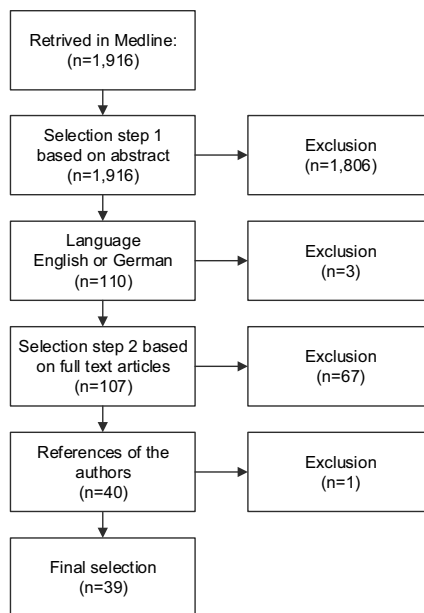 Retrived in Medline:
(n=1,916)
Selection step 1
based on abstract
(n=1,916)
Exclusion
(n=1,806)
Language
English or German
(n=110)
Exclusion
(n=3)
Selection step 2 based
on full text articles
(n=107)
Exclusion
(n=67)
References of the
authors
(n=40)
Exclusion
(n=1)
Final selection
(n=39)